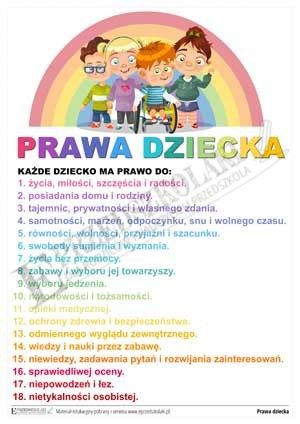 PRAWA DZIECKA
KAŻDE DZIECKO MA PRAWO DO:
1. życia, miłości, szczęścia i radości.
2. posiadania domu i rodziny.
3. tajemnic, prywatności i własnego zdania.
4. samotności, marzeń, odpoczynku, snu i wolnego czasu.
5. równości, wolności, przyjaźni i szacunku.
6. swobody sumienia i wyznania.
7. życia bez przemocy.
8. zabawy i wyboru jej towarzyszy.
9. wyboru jedzenia.
10. narodowości i tożsamości.
11. opieki medycznej.
12. ochrony zdrowia i bezpieczeństwa.
13. odmiennego wyglądu zewnętrznego.
14. wiedzy i nauki przez zabawę.
15. niewiedzy, zadawania pytań i rozwijania zainteresowań.
16. sprawiedliwej oceny.
17. niepowodzeń i łez.
18. nietykalności osobistej.
Materiał edukacyjny pobrany z serwisu www.eprzedszkolaki.pl
Prawa dziecka